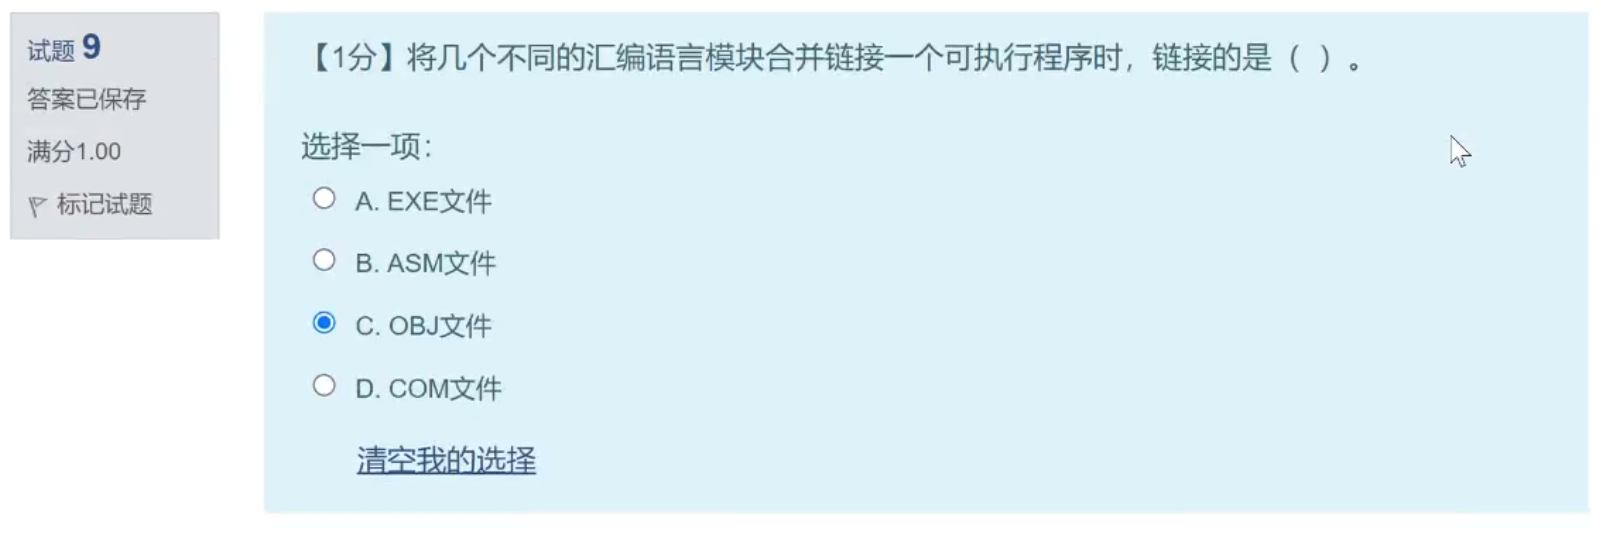 试题 9
答案已保存
满分1.00
标记试题
【1分】将几个不同的汇编语言模块合并链接一个可执行程序时，链接的是（ ）。
选择一项：
A. EXE文件
B. ASM文件
C. OBJ文件
D. COM文件
清空我的选择